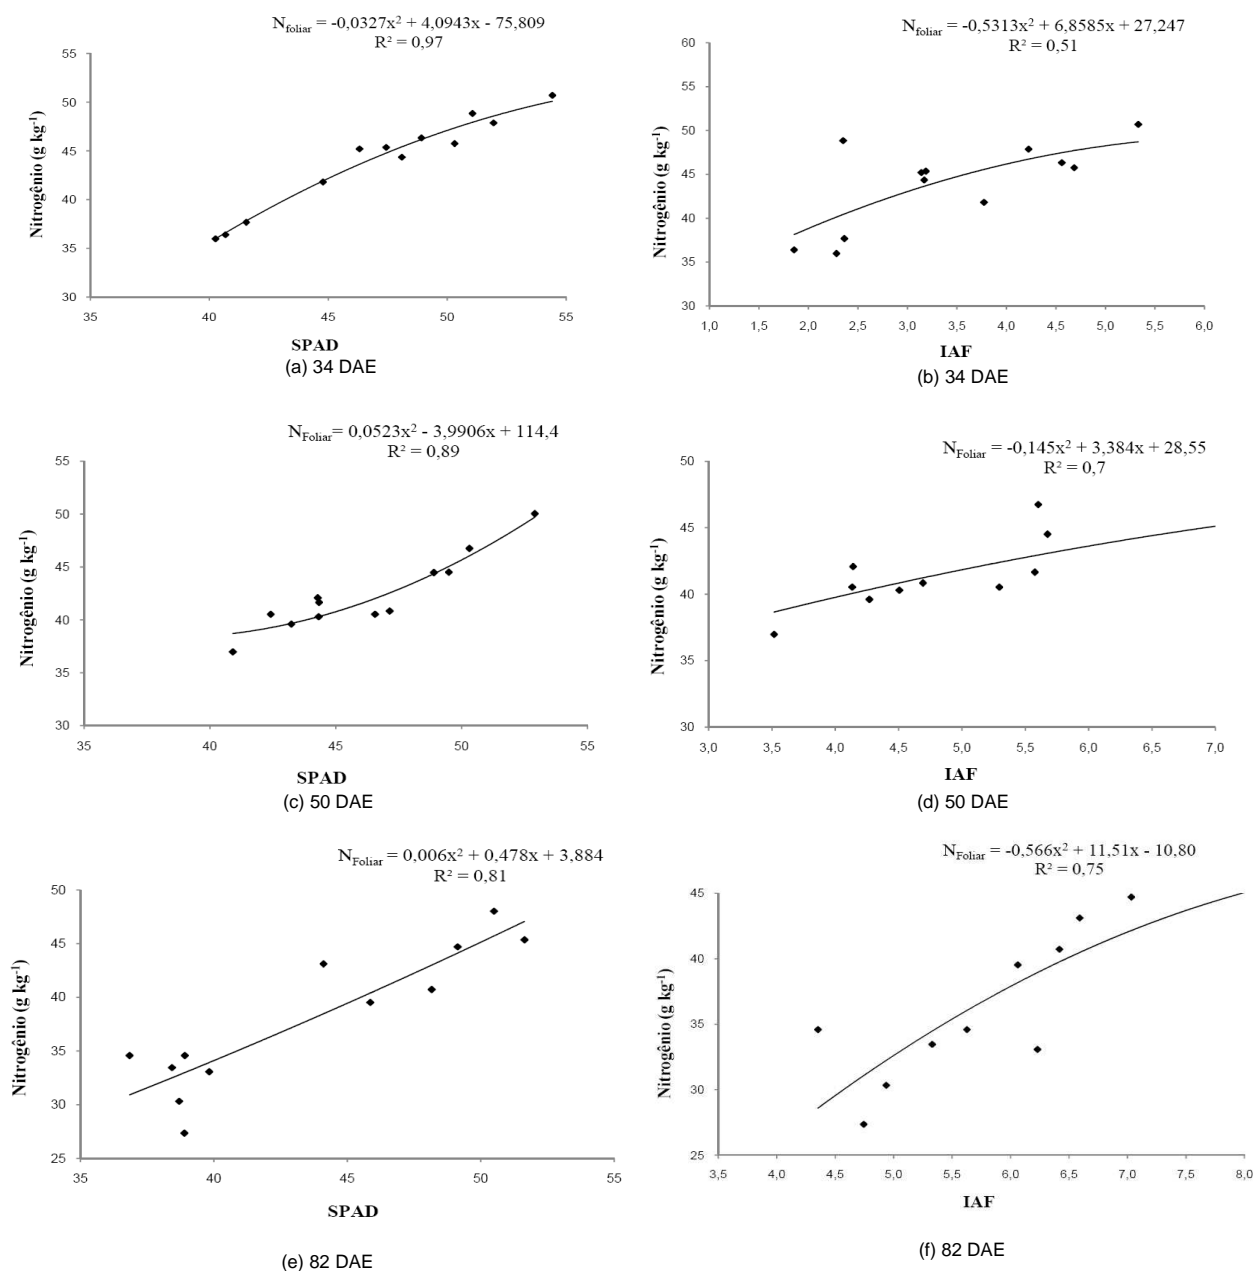 N_foliar = -0,0327x² + 4,0943x - 75,809
R² = 0,97
55
50
45
40
35
30
Nitrogênio (g kg⁻¹)
35 40 45 50 55
SPAD
(a) 34 DAE
N_foliar = -0,5313x² + 6,8585x + 27,247
R² = 0,51
60
55
50
45
40
35
30
Nitrogênio (g kg⁻¹)
1,0 1,5 2,0 2,5 3,0 3,5 4,0 4,5 5,0 5,5 6,0
IAF
(b) 34 DAE
N_Foliar = 0,0523x² - 3,9906x + 114,4
R² = 0,89
55
50
45
40
35
30
Nitrogênio (g kg⁻¹)
35 40 45 50 55
SPAD
(c) 50 DAE
N_Foliar = -0,145x² + 3,384x + 28,55
R² = 0,7
50
45
40
35
30
Nitrogênio (g kg⁻¹)
3,0 3,5 4,0 4,5 5,0 5,5 6,0 6,5 7,0
IAF
(d) 50 DAE
N_Foliar = 0,006x² + 0,478x + 3,884
R² = 0,81
50
45
40
35
30
25
Nitrogênio (g kg⁻¹)
35 40 45 50 55
SPAD
(e) 82 DAE
N_Foliar = -0,566x² + 11,51x - 10,80
R² = 0,75
45
40
35
30
25
Nitrogênio (g kg⁻¹)
3,5 4,0 4,5 5,0 5,5 6,0 6,5 7,0 7,5 8,0
IAF
(f) 82 DAE